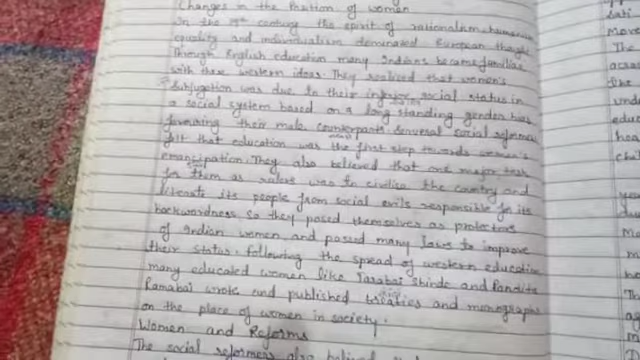 Changes in the Position of women
In the 19th century the spirit of rationalism, humanism
equality and individualism dominated European thought
Through English education many Indians became familiar
with these western ideas. They realised that women's
subjugation was due to their inferior social status in
a social system based on a long standing gender bias
favouring their male counterparts. Several social reformers
felt that education was the first step towards women's
emancipation. They also believed that one major task
for them as rulers was to civilise the country and
liberate its people from social evils responsible for its
backwardness. So they posed themselves as protectors
of Indian women and passed many laws to improve
their status. Following the spread of western education
many educated women like Tarabai Shinde and Pandita
Ramabai wrote and published treaties and monographs
on the place of women in society.
Women and Reforms
The social reformers also believed